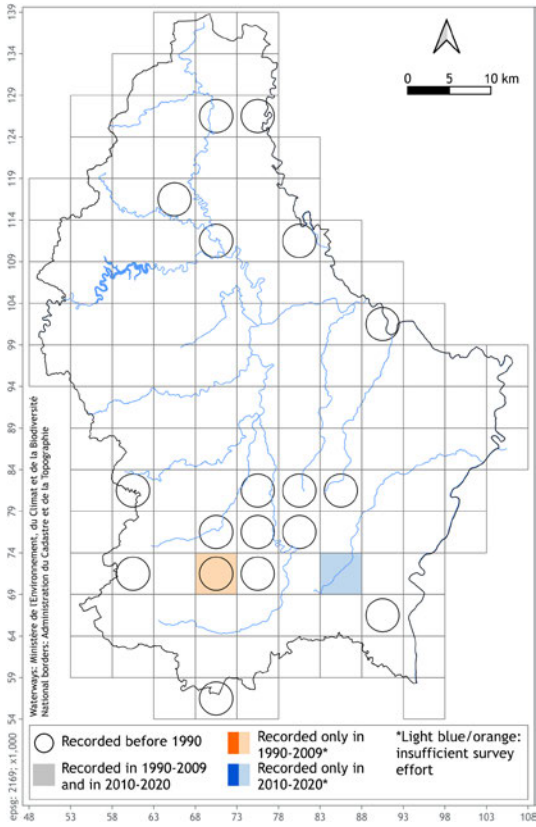 139
134
129
124
119
114
109
104
99
94
89
84
79
74
69
64
59
54
0 5 10 km
Waterways: Ministère de l'Environnement, du Climat et de la Biodiversité
National borders: Administration du Cadastre et de la Topographie
epsg: 2169; x1,000
Recorded before 1990
Recorded in 1990-2009
and in 2010-2020
Recorded only in
1990-2009*
Recorded only in
2010-2020*
*Light blue/orange:
insufficient survey
effort
48 53 58 63 68 73 78 83 88 93 98 103 108